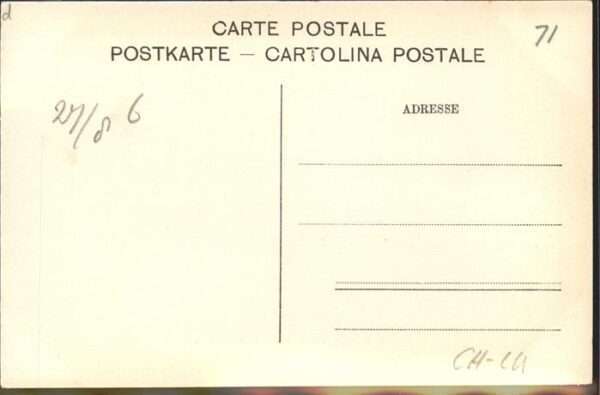 d
CARTE POSTALE
71
POSTKARTE — CARTOLINA POSTALE
27/8 6
ADRESSE
CH-LU